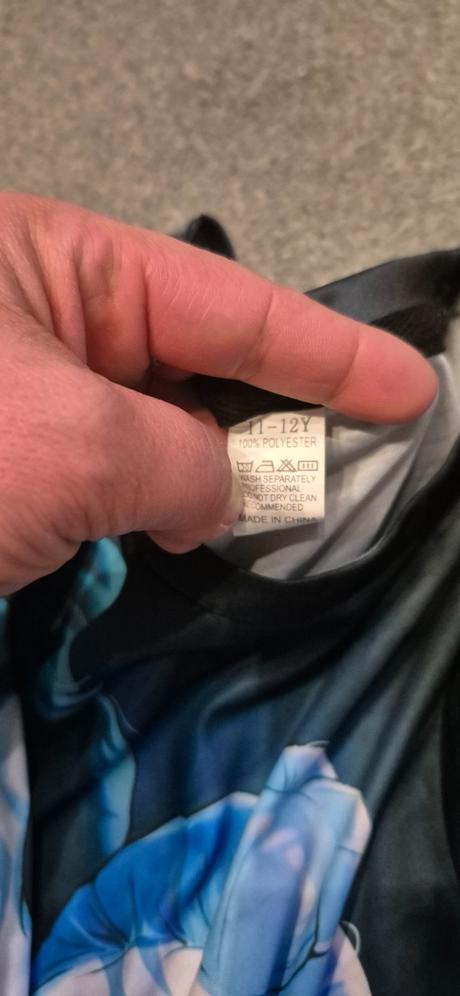 11-12Y
100% POLYESTER
WASH SEPARATELY
PROFESSIONAL
DO NOT DRY CLEAN
RECOMMENDED
MADE IN CHINA